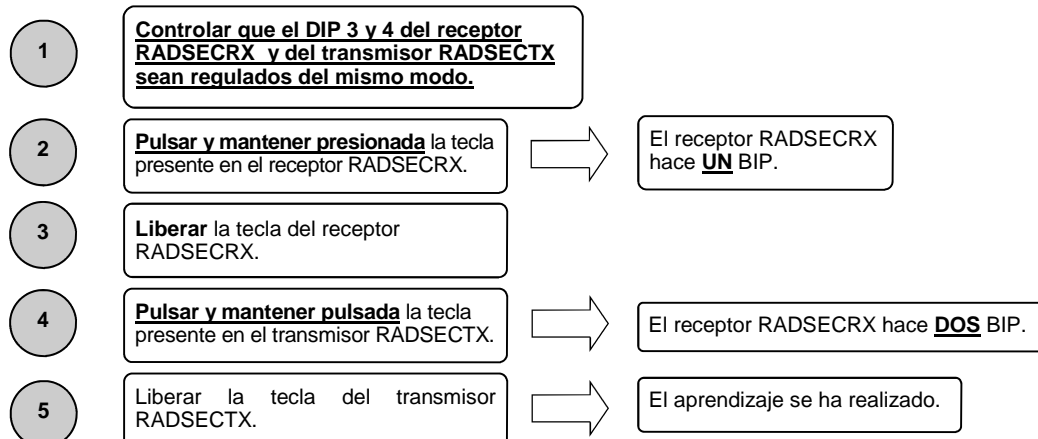 1
Controlar que el DIP 3 y 4 del receptor
RADSECRX y del transmisor RADSECTX
sean regulados del mismo modo.
2
Pulsar y mantener presionada la tecla
presente en el receptor RADSECRX.
El receptor RADSECRX
hace UN BIP.
3
Liberar la tecla del receptor
RADSECRX.
4
Pulsar y mantener pulsada la tecla
presente en el transmisor RADSECTX.
El receptor RADSECRX hace DOS BIP.
5
Liberar la tecla del transmisor
RADSECTX.
El aprendizaje se ha realizado.